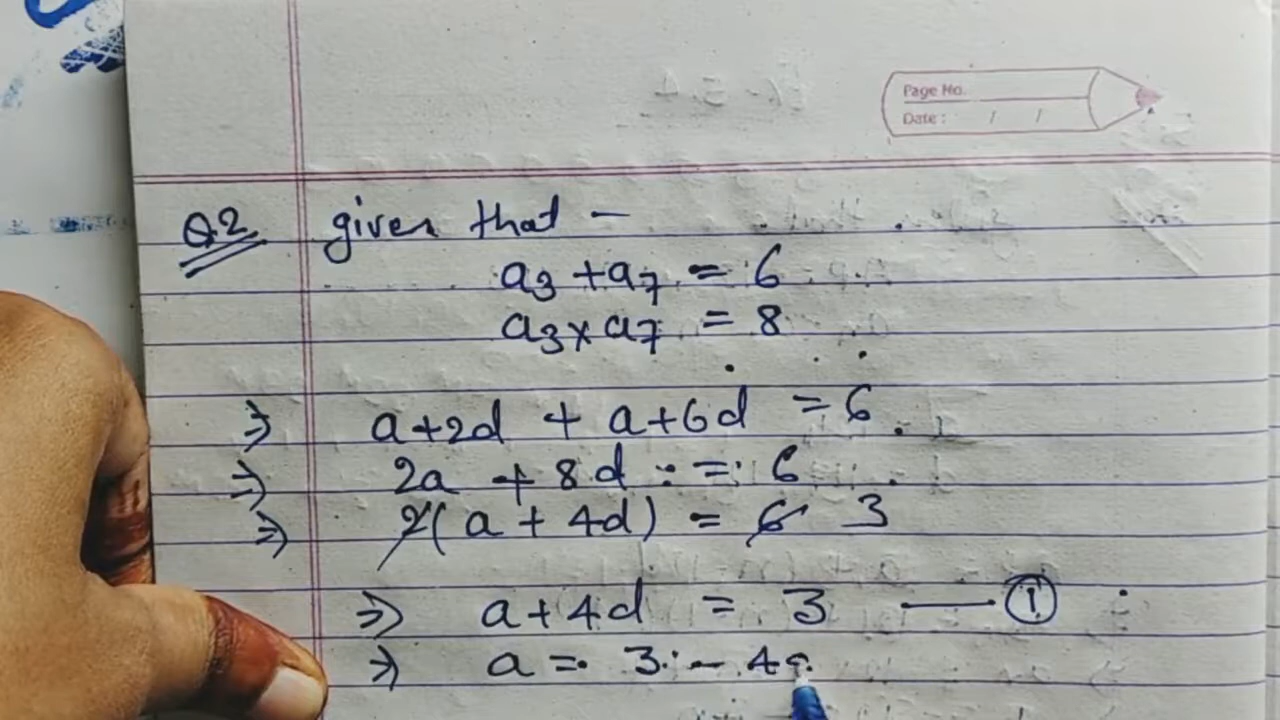 Page No.
Date : / /
Q2 given that -
a₃ + a₇ = 6
a₃ × a₇ = 8
⇒ a + 2d + a + 6d = 6
⇒ 2a + 8d = 6
⇒ 2(a + 4d) = 6 3
⇒ a + 4d = 3 — ①
⇒ a = 3 - 4